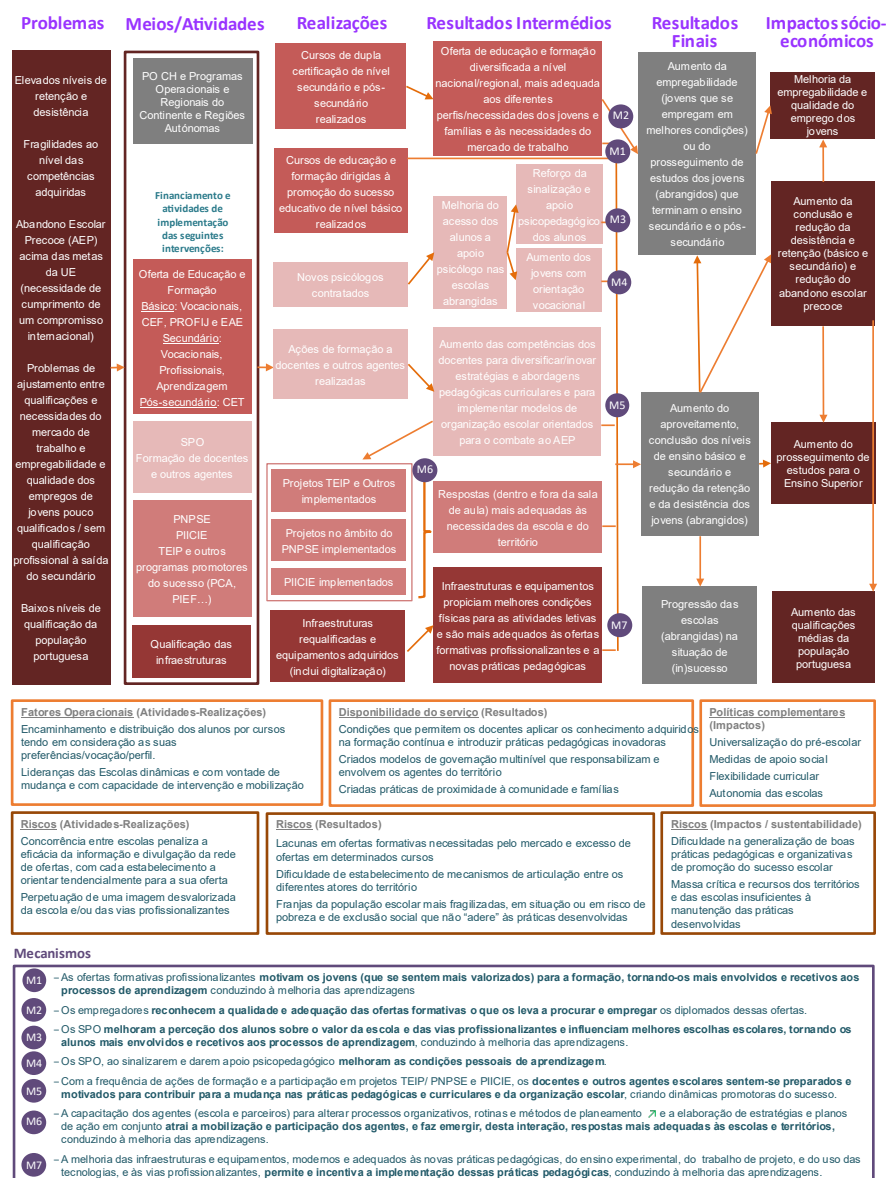 Problemas
Meios/Atividades
Realizações
Resultados Intermédios
Resultados
Finais
Impactos sócio-
económicos
Elevados níveis de
retenção e
desistência
Fragilidades ao
nível das
competências
adquiridas
Abandono Escolar
Precoce (AEP)
acima das metas
da UE
(necessidade de
cumprimento de
um compromisso
internacional)
Problemas de
ajustamento entre
qualificações e
necessidades do
mercado de
trabalho e
empregabilidade e
qualidade dos
empregos de
jovens pouco
qualificados / sem
qualificação
profissional à saída
do secundário
Baixos níveis de
qualificação da
população
portuguesa
PO CH e Programas
Operacionais e
Regionais do
Continente e Regiões
Autónomas
Financiamento e
atividades de
implementação
das seguintes
intervenções:
Oferta de Educação e
Formação
Básico: Vocacionais,
CEF, PROFIJ e EAE
Secundário:
Vocacionais,
Profissionais,
Aprendizagem
Pós-secundário: CET
SPO
Formação de docentes
e outros agentes
PNPSE
PIICIE
TEIP e outros
programas promotores
do sucesso (PCA,
PIEF…)
Qualificação das
infraestruturas
Cursos de dupla
certificação de nível
secundário e pós-
secundário
realizados
Cursos de educação e
formação dirigidas à
promoção do sucesso
educativo de nível básico
realizados
Novos psicólogos
contratados
Ações de formação a
docentes e outros agentes
realizadas
Projetos TEIP e Outros
implementados
Projetos no âmbito do
PNPSE implementados
PIICIE implementados
Infraestruturas
requalificadas e
equipamentos adquiridos
(inclui digitalização)
Oferta de educação e formação
diversificada a nível
nacional/regional, mais adequada
aos diferentes
perfis/necessidades dos jovens e
famílias e às necessidades do
mercado de trabalho
Melhoria do
acesso dos
alunos a
apoio
psicólogo nas
escolas
abrangidas
Reforço da
sinalização e
apoio
psicopedagógico
dos alunos
Aumento dos
jovens com
orientação
vocacional
Aumento das competências dos
docentes para diversificar/inovar
estratégias e abordagens
pedagógicas curriculares e para
implementar modelos de
organização escolar orientados
para o combate ao AEP
Respostas (dentro e fora da sala
de aula) mais adequadas às
necessidades da escola e do
território
Infraestruturas e equipamentos
propiciam melhores condições
físicas para as atividades letivas
e são mais adequados às ofertas
formativas profissionalizantes e a
novas práticas pedagógicas
M2
M1
M3
M4
M5
M6
M7
Aumento da
empregabilidade
(jovens que se
empregam em
melhores condições)
ou do
prosseguimento de
estudos dos jovens
(abrangidos) que
terminam o ensino
secundário e o pós-
secundário
Aumento do
aproveitamento,
conclusão dos níveis
de ensino básico e
secundário e
redução da retenção
e da desistência dos
jovens (abrangidos)
Progressão das
escolas
(abrangidas) na
situação de
(in)sucesso
Melhoria da
empregabilidade e
qualidade do
emprego dos
jovens
Aumento da
conclusão e
redução da
desistência e
retenção (básico e
secundário) e
redução do
abandono escolar
precoce
Aumento do
prosseguimento de
estudos para o
Ensino Superior
Aumento das
qualificações
médias da
população
portuguesa
Fatores Operacionais (Atividades-Realizações)
Encaminhamento e distribuição dos alunos por cursos
tendo em consideração as suas
preferências/vocação/perfil.
Lideranças das Escolas dinâmicas e com vontade de
mudança e com capacidade de intervenção e mobilização
Disponibilidade do serviço (Resultados)
Condições que permitem os docentes aplicar os conhecimento adquiridos
na formação contínua e introduzir práticas pedagógicas inovadoras
Criados modelos de governação multinível que responsabilizam e
envolvem os agentes do território
Criadas práticas de proximidade à comunidade e famílias
Políticas complementares
(Impactos)
Universalização do pré-escolar
Medidas de apoio social
Flexibilidade curricular
Autonomia das escolas
Riscos (Atividades-Realizações)
Concorrência entre escolas penaliza a
eficácia da informação e divulgação da rede
de ofertas, com cada estabelecimento a
orientar tendencialmente para a sua oferta
Perpetuação de uma imagem desvalorizada
da escola e/ou das vias profissionalizantes
Riscos (Resultados)
Lacunas em ofertas formativas necessitadas pelo mercado e excesso de
ofertas em determinados cursos
Dificuldade de estabelecimento de mecanismos de articulação entre os
diferentes atores do território
Franjas da população escolar mais fragilizadas, em situação ou em risco de
pobreza e de exclusão social que não “adere” às práticas desenvolvidas
Riscos (Impactos / sustentabilidade)
Dificuldade na generalização de boas
práticas pedagógicas e organizativas
de promoção do sucesso escolar
Massa crítica e recursos dos territórios
e das escolas insuficientes à
manutenção das práticas
desenvolvidas
Mecanismos
M1 – As ofertas formativas profissionalizantes motivam os jovens (que se sentem mais valorizados) para a formação, tornando-os mais envolvidos e recetivos aos
processos de aprendizagem conduzindo à melhoria das aprendizagens
M2 – Os empregadores reconhecem a qualidade e adequação das ofertas formativas o que os leva a procurar e empregar os diplomados dessas ofertas.
M3 – Os SPO melhoram a perceção dos alunos sobre o valor da escola e das vias profissionalizantes e influenciam melhores escolhas escolares, tornando os
alunos mais envolvidos e recetivos aos processos de aprendizagem, conduzindo à melhoria das aprendizagens.
M4 – Os SPO, ao sinalizarem e darem apoio psicopedagógico melhoram as condições pessoais de aprendizagem.
M5 – Com a frequência de ações de formação e a participação em projetos TEIP/ PNPSE e PIICIE, os docentes e outros agentes escolares sentem-se preparados e
motivados para contribuir para a mudança nas práticas pedagógicas e curriculares e da organização escolar, criando dinâmicas promotoras do sucesso.
M6 – A capacitação dos agentes (escola e parceiros) para alterar processos organizativos, rotinas e métodos de planeamento ↗ e a elaboração de estratégias e planos
de ação em conjunto atrai a mobilização e participação dos agentes, e faz emergir, desta interação, respostas mais adequadas às escolas e territórios,
conduzindo à melhoria das aprendizagens.
M7 – A melhoria das infraestruturas e equipamentos, modernos e adequados às novas práticas pedagógicas, do ensino experimental, do trabalho de projeto, e do uso das
tecnologias, e às vias profissionalizantes, permite e incentiva a implementação dessas práticas pedagógicas, conduzindo à melhoria das aprendizagens.